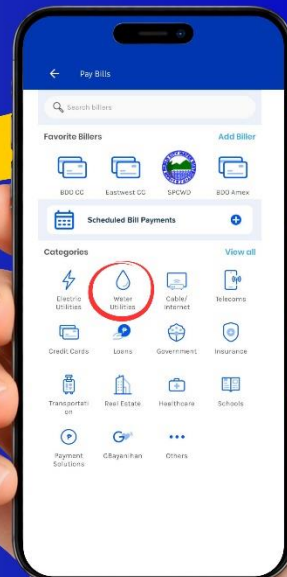 Pay Bills
Search billers
Favorite Billers Add Biller
BDO CC Eastwest CC SPCWD BDO Amex
Scheduled Bill Payments
Categories View all
Electric Water Cable/ Telecoms
Utilities Utilities Internet
Credit Cards Loans Government Insurance
Transportati Real Estate Healthcare Schools
on
Payment GBayanihan Others
Solutions